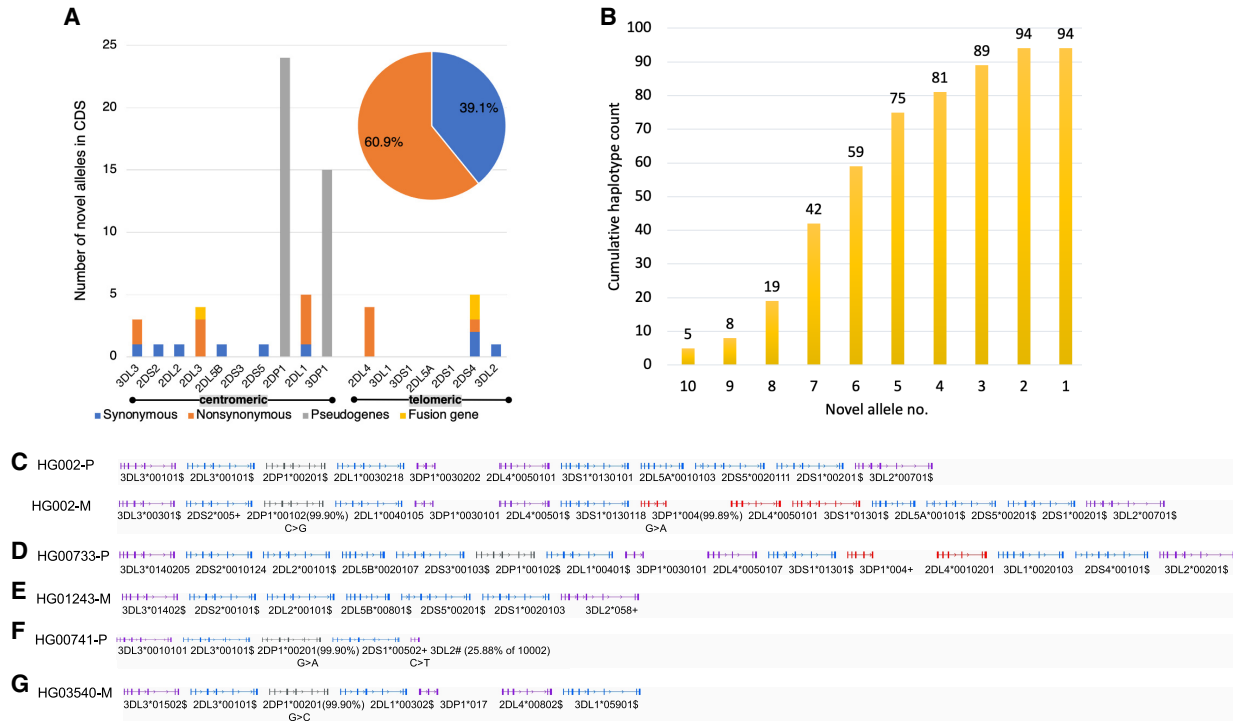 A
Number of novel alleles in CDS
25
20
15
10
5
0
39.1%
60.9%
3DL3 2DS2 2DL2 2DL3 2DL5B 2DS3 2DS5 2DP1 2DL1 3DP1 2DL4 3DL1 3DS1 2DL5A 2DS1 2DS4 3DL2
centromeric telomeric
Synonymous Nonsynonymous Pseudogenes Fusion gene
B
Cumulative haplotype count
100
90
80
70
60
50
40
30
20
10
0
5 8 19 42 59 75 81 89 94 94
10 9 8 7 6 5 4 3 2 1
Novel allele no.
C HG002-P
3DL3*00101$ 2DL3*00101$ 2DP1*00201$ 2DL1*0030218 3DP1*0030202 2DL4*0050101 3DS1*0130101 2DL5A*0010103 2DS5*0020111 2DS1*00201$ 3DL2*00701$
HG002-M
3DL3*00301$ 2DS2*005+ 2DP1*00102(99.90%) 2DL1*0040105 3DP1*0030101 2DL4*00501$ 3DS1*0130118 3DP1*004(99.89%) 2DL4*0050101 3DS1*01301$ 2DL5A*00101$ 2DS5*00201$ 2DS1*00201$ 3DL2*00701$
C>G G>A
D HG00733-P
3DL3*0140205 2DS2*0010124 2DL2*00101$ 2DL5B*0020107 2DS3*00103$ 2DP1*00102$ 2DL1*00401$ 3DP1*0030101 2DL4*0050107 3DS1*01301$ 3DP1*004+ 2DL4*0010201 3DL1*0020103 2DS4*00101$ 3DL2*00201$
E HG01243-M
3DL3*01402$ 2DS2*00101$ 2DL2*00101$ 2DL5B*00801$ 2DS5*00201$ 2DS1*0020103 3DL2*058+
F HG00741-P
3DL3*0010101 2DL3*00101$ 2DP1*00201(99.90%) 2DS1*00502+ 3DL2# (25.88% of 10002)
G>A C>T
G HG03540-M
3DL3*01502$ 2DL3*00101$ 2DP1*00201(99.90%) 2DL1*00302$ 3DP1*017 2DL4*00802$ 3DL1*05901$
G>C